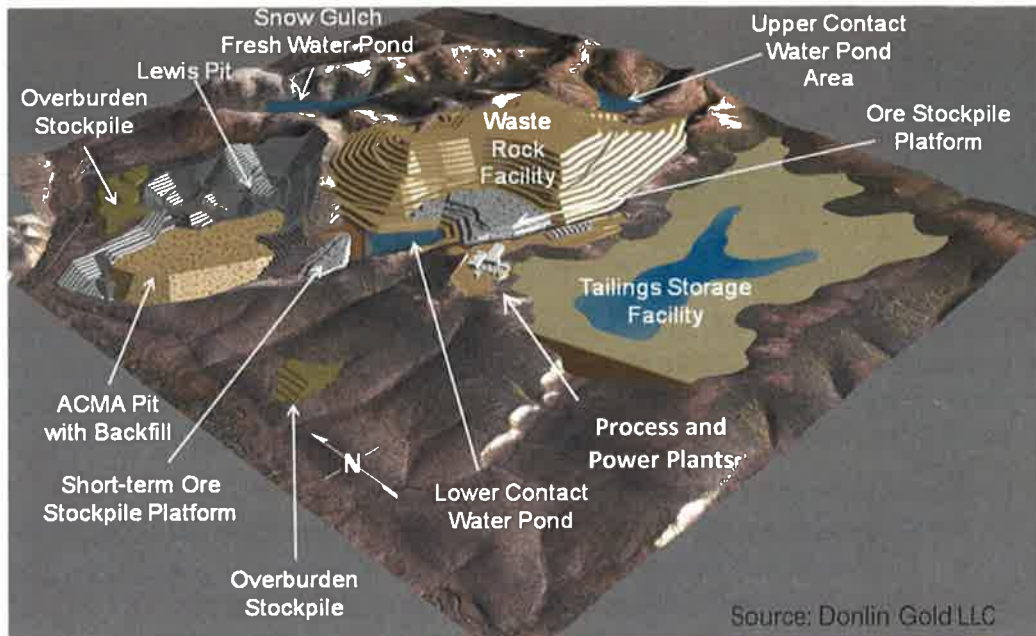 Snow Gulch
Fresh Water Pond
Upper Contact
Water Pond
Area
Lewis Pit
Overburden
Stockpile
Ore Stockpile
Platform
Waste
Rock
Facility
Tailings Storage
Facility
ACMA Pit
with Backfill
Process and
Power Plants
N
Short-term Ore
Stockpile Platform
Lower Contact
Water Pond
Overburden
Stockpile
Source: Donlin Gold LLC